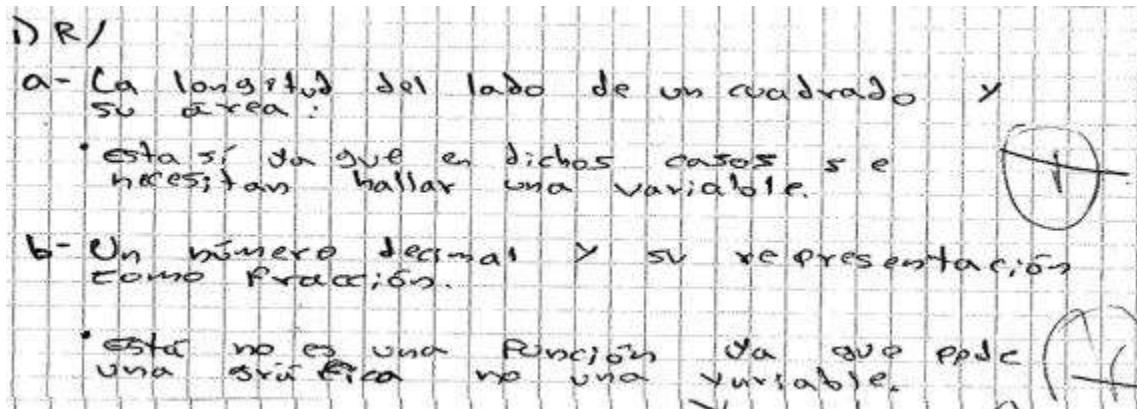 1) R/
a- La longitud del lado de un cuadrado y
su área:
• esta sí ya que en dichos casos se
necesitan hallar una variable.
1
b- Un número decimal y su representación
como fracción.
• está no es una función ya que
una gráfica no una variable.